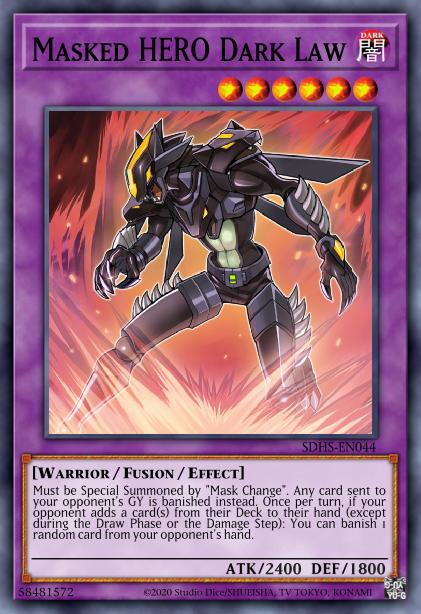 Masked HERO Dark Law
DARK
闇
SDHS-EN044
[Warrior / Fusion / Effect]
Must be Special Summoned by "Mask Change". Any card sent to
your opponent's GY is banished instead. Once per turn, if your
opponent adds a card(s) from their Deck to their hand (except
during the Draw Phase or the Damage Step): You can banish 1
random card from your opponent's hand.
ATK/2400 DEF/1800
58481572
©2020 Studio Dice/SHUEISHA, TV TOKYO, KONAMI